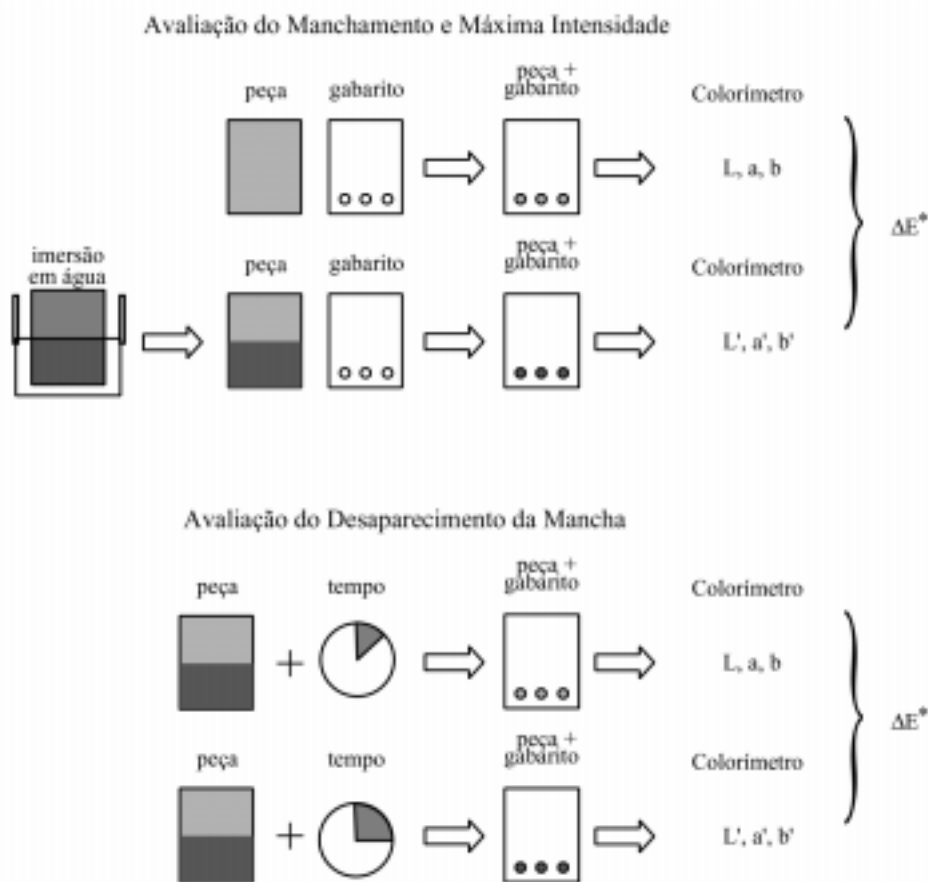 Avaliação do Manchamento e Máxima Intensidade
peça gabarito peça + gabarito Colorímetro
L, a, b
imersão em água
peça gabarito peça + gabarito Colorímetro
L', a', b'
ΔE*
Avaliação do Desaparecimento da Mancha
peça tempo peça + gabarito Colorímetro
+
L, a, b
peça tempo peça + gabarito Colorímetro
+
L', a', b'
ΔE*